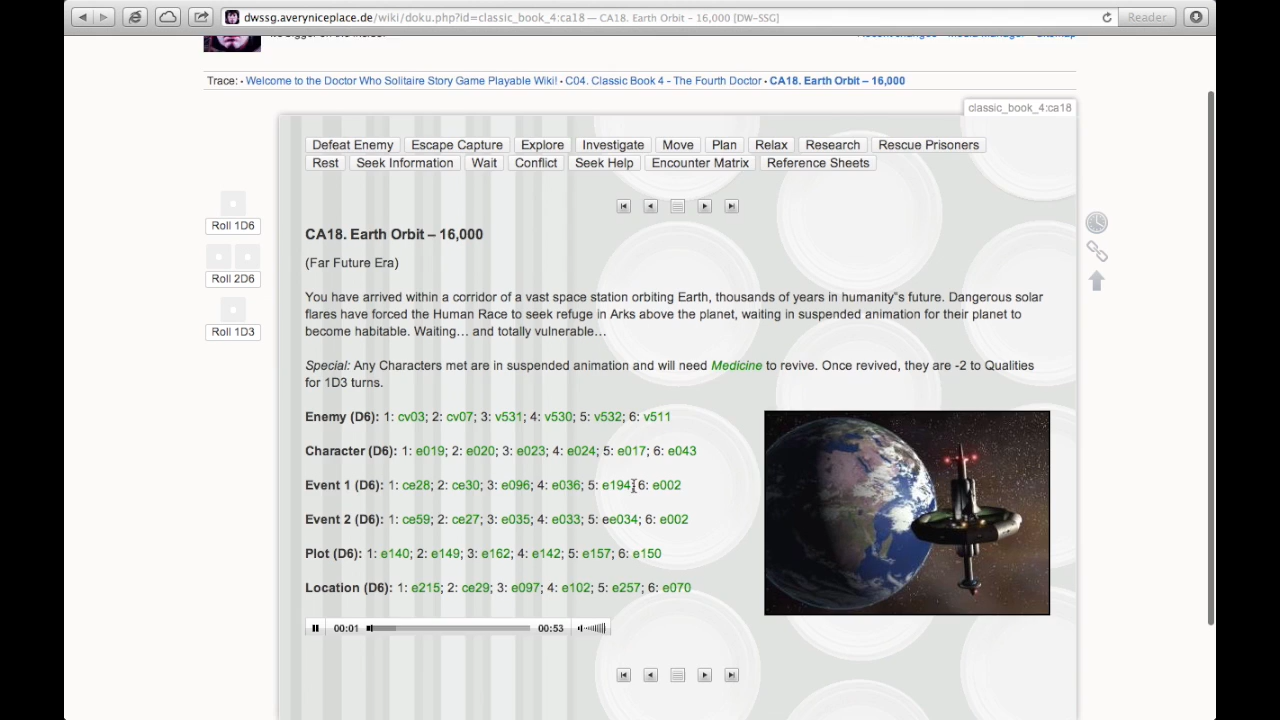 dwssg.averyniceplace.de/wiki/doku.php?id=classic_book_4:ca18 — CA18. Earth Orbit – 16,000 [DW-SSG]
Reader
Trace: • Welcome to the Doctor Who Solitaire Story Game Playable Wiki! • C04. Classic Book 4 - The Fourth Doctor • CA18. Earth Orbit – 16,000
classic_book_4:ca18
Defeat Enemy Escape Capture Explore Investigate Move Plan Relax Research Rescue Prisoners
Rest Seek Information Wait Conflict Seek Help Encounter Matrix Reference Sheets
Roll 1D6
Roll 2D6
Roll 1D3
CA18. Earth Orbit – 16,000
(Far Future Era)
You have arrived within a corridor of a vast space station orbiting Earth, thousands of years in humanity"s future. Dangerous solar
flares have forced the Human Race to seek refuge in Arks above the planet, waiting in suspended animation for their planet to
become habitable. Waiting… and totally vulnerable…
Special: Any Characters met are in suspended animation and will need Medicine to revive. Once revived, they are -2 to Qualities
for 1D3 turns.
Enemy (D6): 1: cv03; 2: cv07; 3: v531; 4: v530; 5: v532; 6: v511
Character (D6): 1: e019; 2: e020; 3: e023; 4: e024; 5: e017; 6: e043
Event 1 (D6): 1: ce28; 2: ce30; 3: e096; 4: e036; 5: e194; 6: e002
Event 2 (D6): 1: ce59; 2: ce27; 3: e035; 4: e033; 5: ee034; 6: e002
Plot (D6): 1: e140; 2: e149; 3: e162; 4: e142; 5: e157; 6: e150
Location (D6): 1: e215; 2: ce29; 3: e097; 4: e102; 5: e257; 6: e070
00:01 00:53